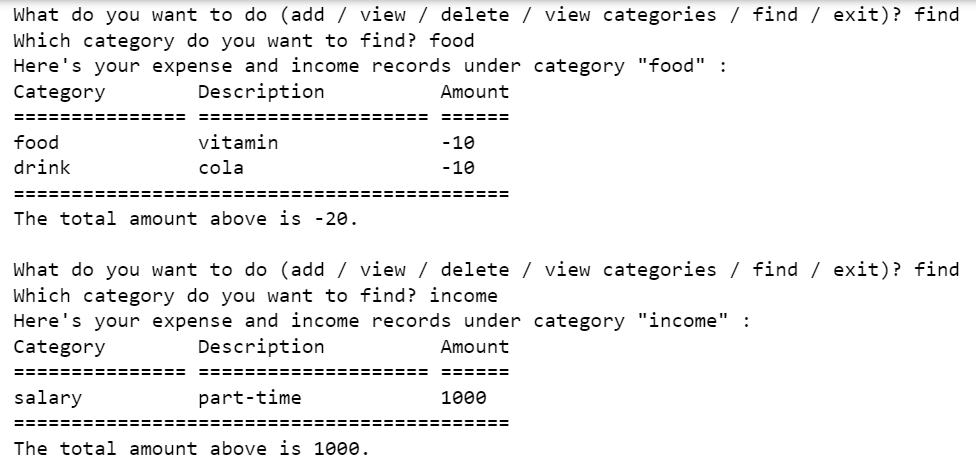 What do you want to do (add / view / delete / view categories / find / exit)? find
Which category do you want to find? food
Here's your expense and income records under category "food" :
Category        Description          Amount
=============== ==================== ======
food            vitamin              -10
drink           cola                 -10
===========================================
The total amount above is -20.

What do you want to do (add / view / delete / view categories / find / exit)? find
Which category do you want to find? income
Here's your expense and income records under category "income" :
Category        Description          Amount
=============== ==================== ======
salary          part-time            1000
===========================================
The total amount above is 1000.